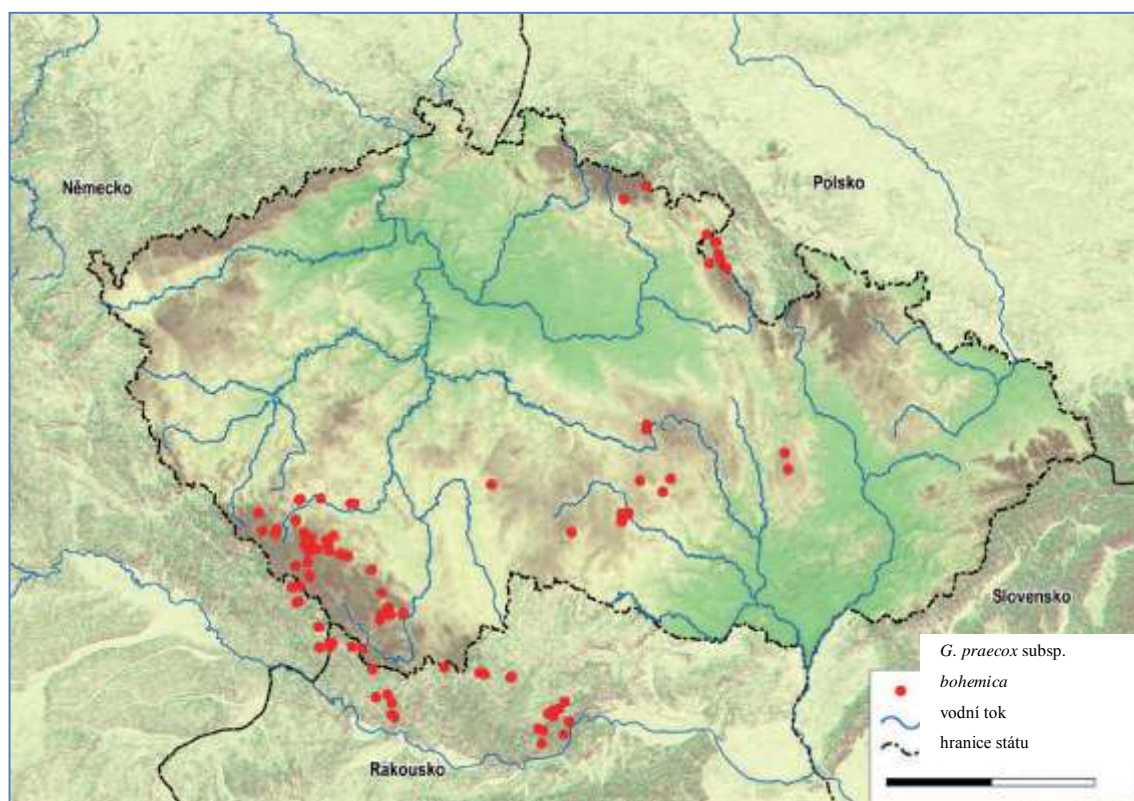 Německo
Polsko
Slovensko
G. praecox subsp.
bohemica
vodní tok
hranice státu
Rakousko